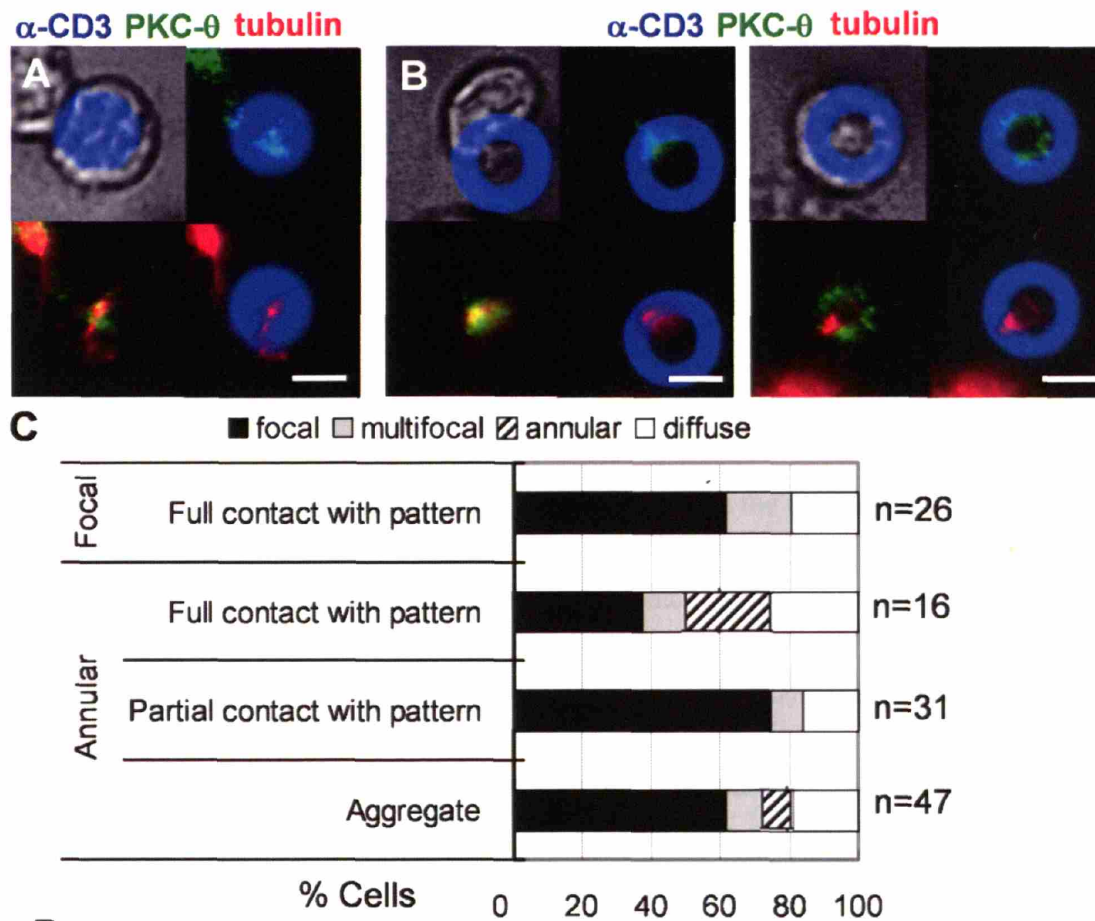 α-CD3 PKC-θ tubulin
α-CD3 PKC-θ tubulin
A
B
C
focal multifocal annular diffuse
Focal
Full contact with pattern
n=26
Annular
Full contact with pattern
n=16
Partial contact with pattern
n=31
Aggregate
n=47
% Cells 0 20 40 60 80 100